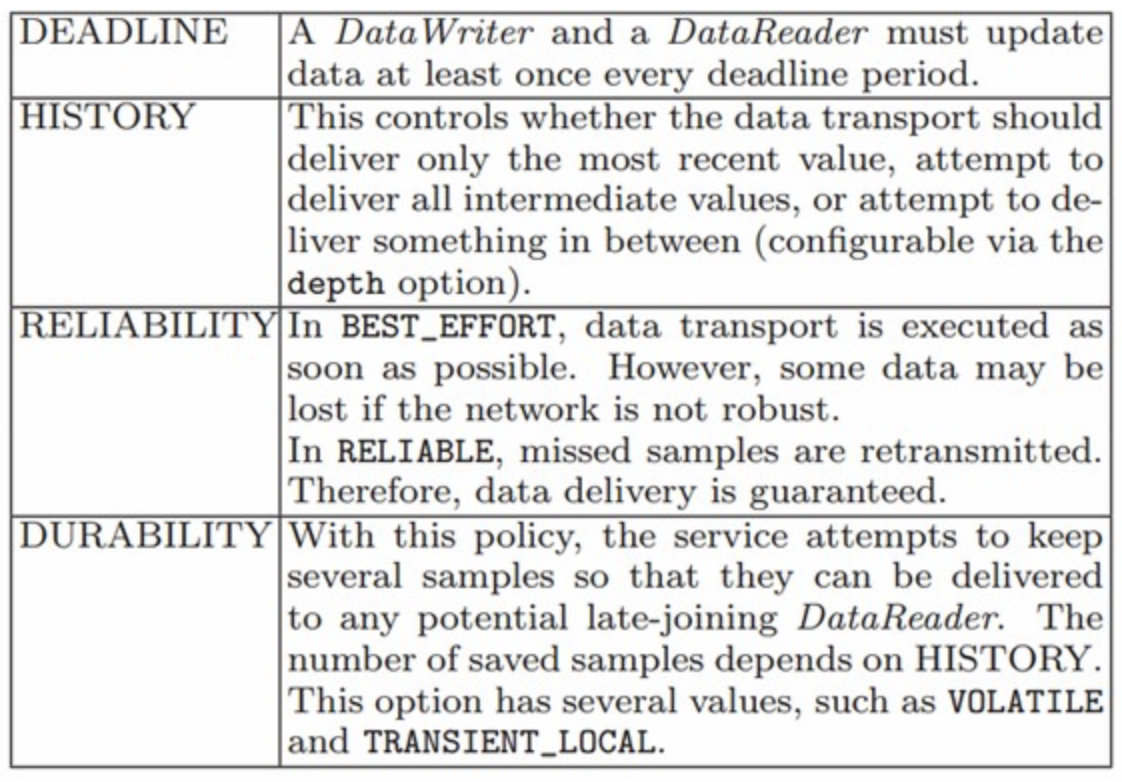 DEADLINE
A DataWriter and a DataReader must update
data at least once every deadline period.
HISTORY
This controls whether the data transport should
deliver only the most recent value, attempt to
deliver all intermediate values, or attempt to de-
liver something in between (configurable via the
depth option).
RELIABILITY
In BEST_EFFORT, data transport is executed as
soon as possible. However, some data may be
lost if the network is not robust.
In RELIABLE, missed samples are retransmitted.
Therefore, data delivery is guaranteed.
DURABILITY
With this policy, the service attempts to keep
several samples so that they can be delivered
to any potential late-joining DataReader. The
number of saved samples depends on HISTORY.
This option has several values, such as VOLATILE
and TRANSIENT_LOCAL.